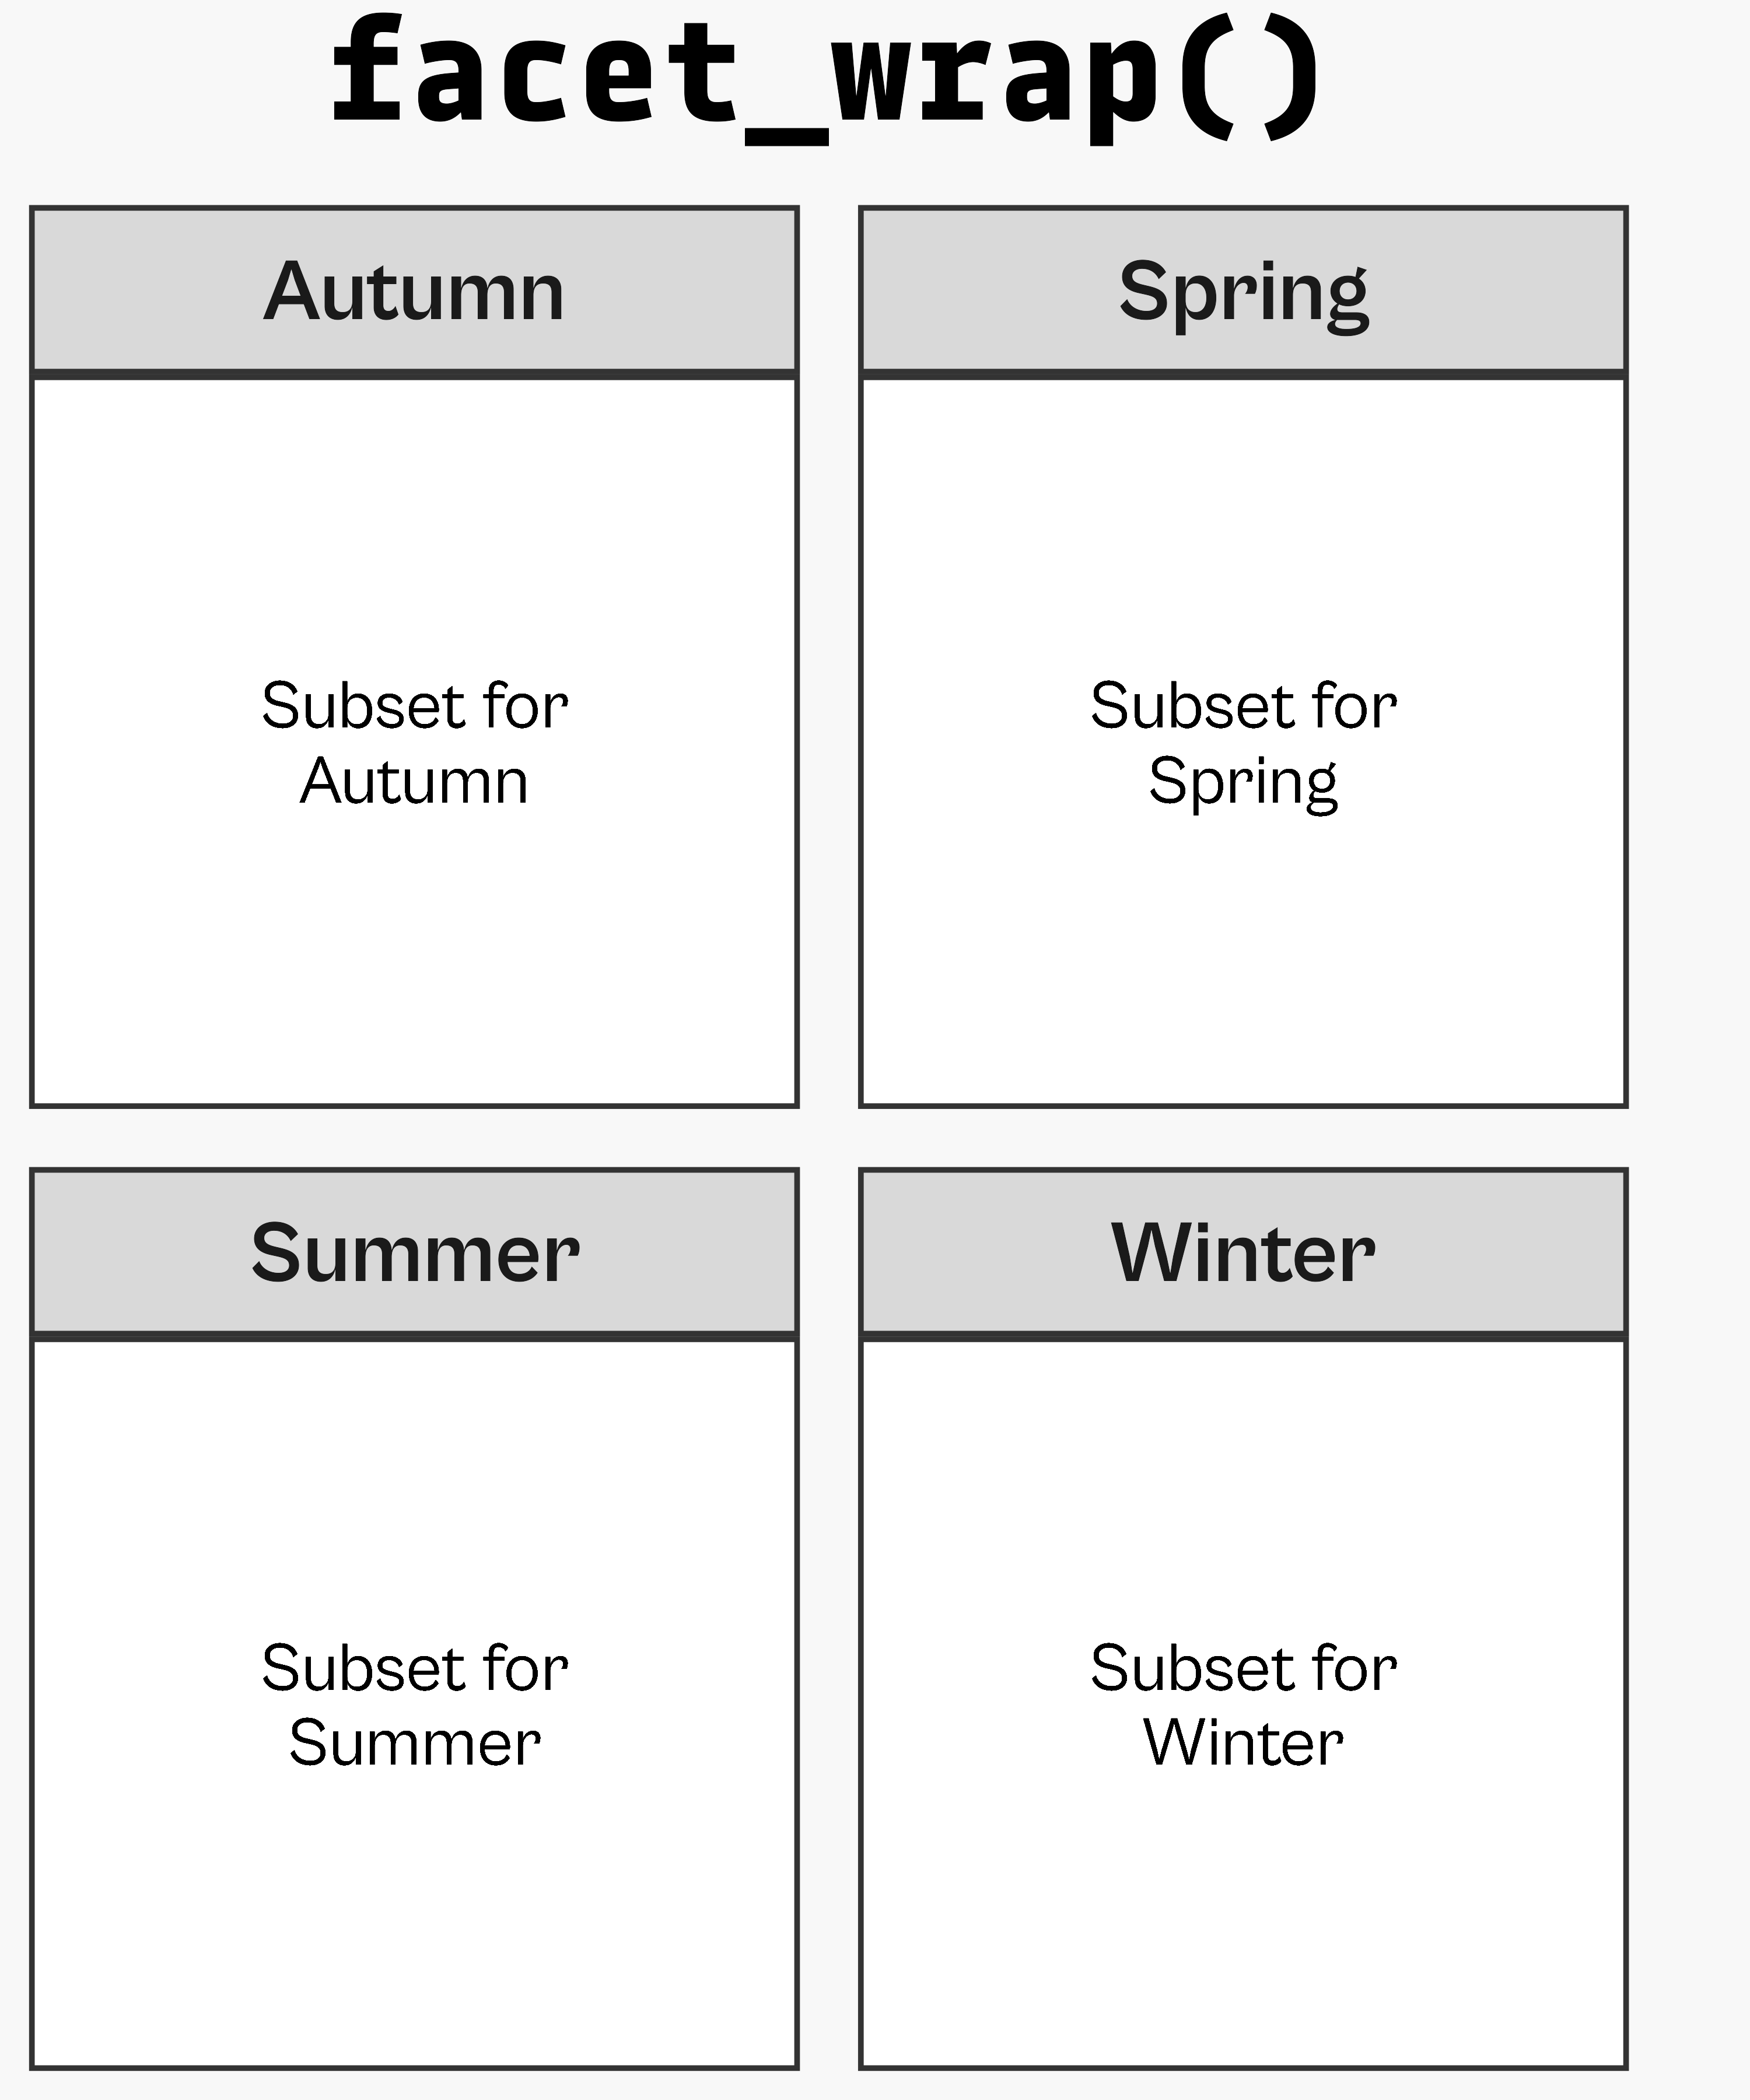 facet_wrap()
Autumn
Spring
Subset for
Autumn
Subset for
Spring
Summer
Winter
Subset for
Summer
Subset for
Winter